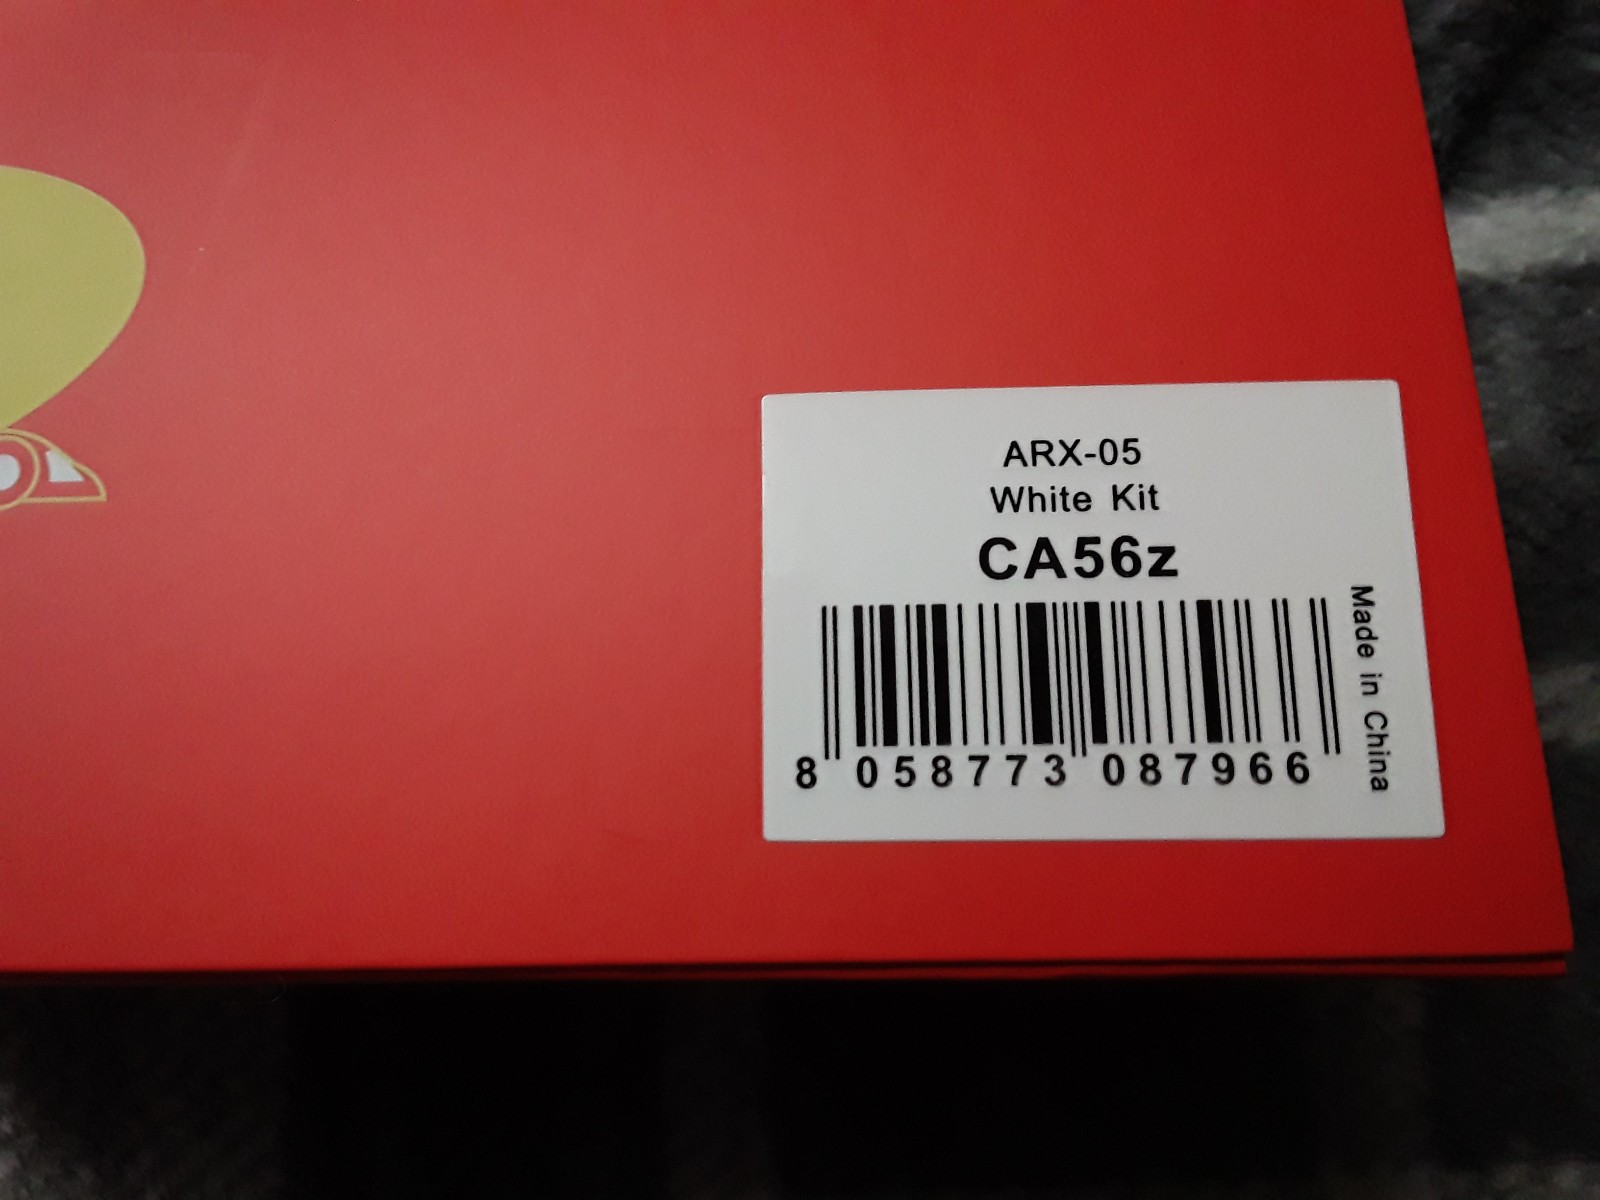 ARX-05
White Kit
CA56z
8 058773 087966
Made in China